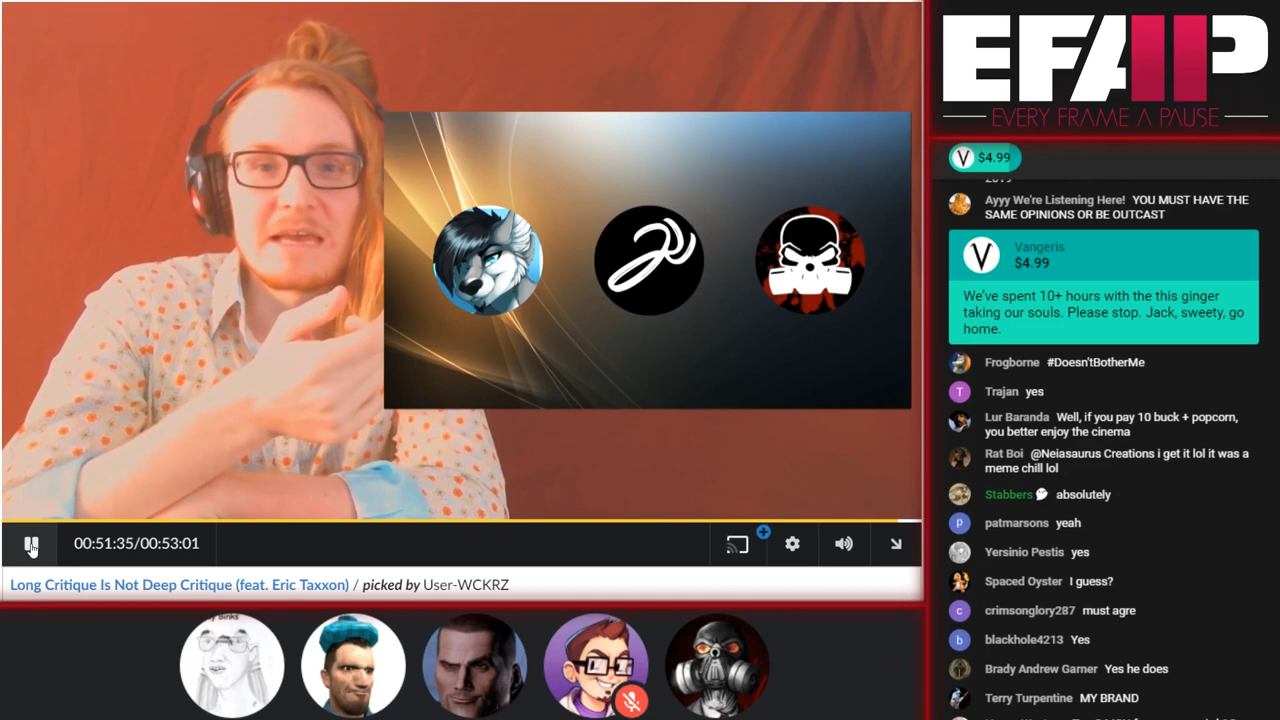 EFAP
EVERY FRAME A PAUSE
V $4.99
2019
Ayyy We're Listening Here! YOU MUST HAVE THE
SAME OPINIONS OR BE OUTCAST
V
Vangeris
$4.99
We've spent 10+ hours with the this ginger
taking our souls. Please stop. Jack, sweety, go
home.
Frogborne #Doesn'tBotherMe
T Trajan yes
Lur Baranda Well, if you pay 10 buck + popcorn,
you better enjoy the cinema
Rat Boi @Neiasaurus Creations i get it lol it was a
meme chill lol
Stabbers absolutely
p patmarsons yeah
Yersinio Pestis yes
Spaced Oyster I guess?
c crimsonglory287 must agre
b blackhole4213 Yes
Brady Andrew Garner Yes he does
Terry Turpentine MY BRAND
00:51:35/00:53:01
Long Critique Is Not Deep Critique (feat. Eric Taxxon) / picked by User-WCKRZ